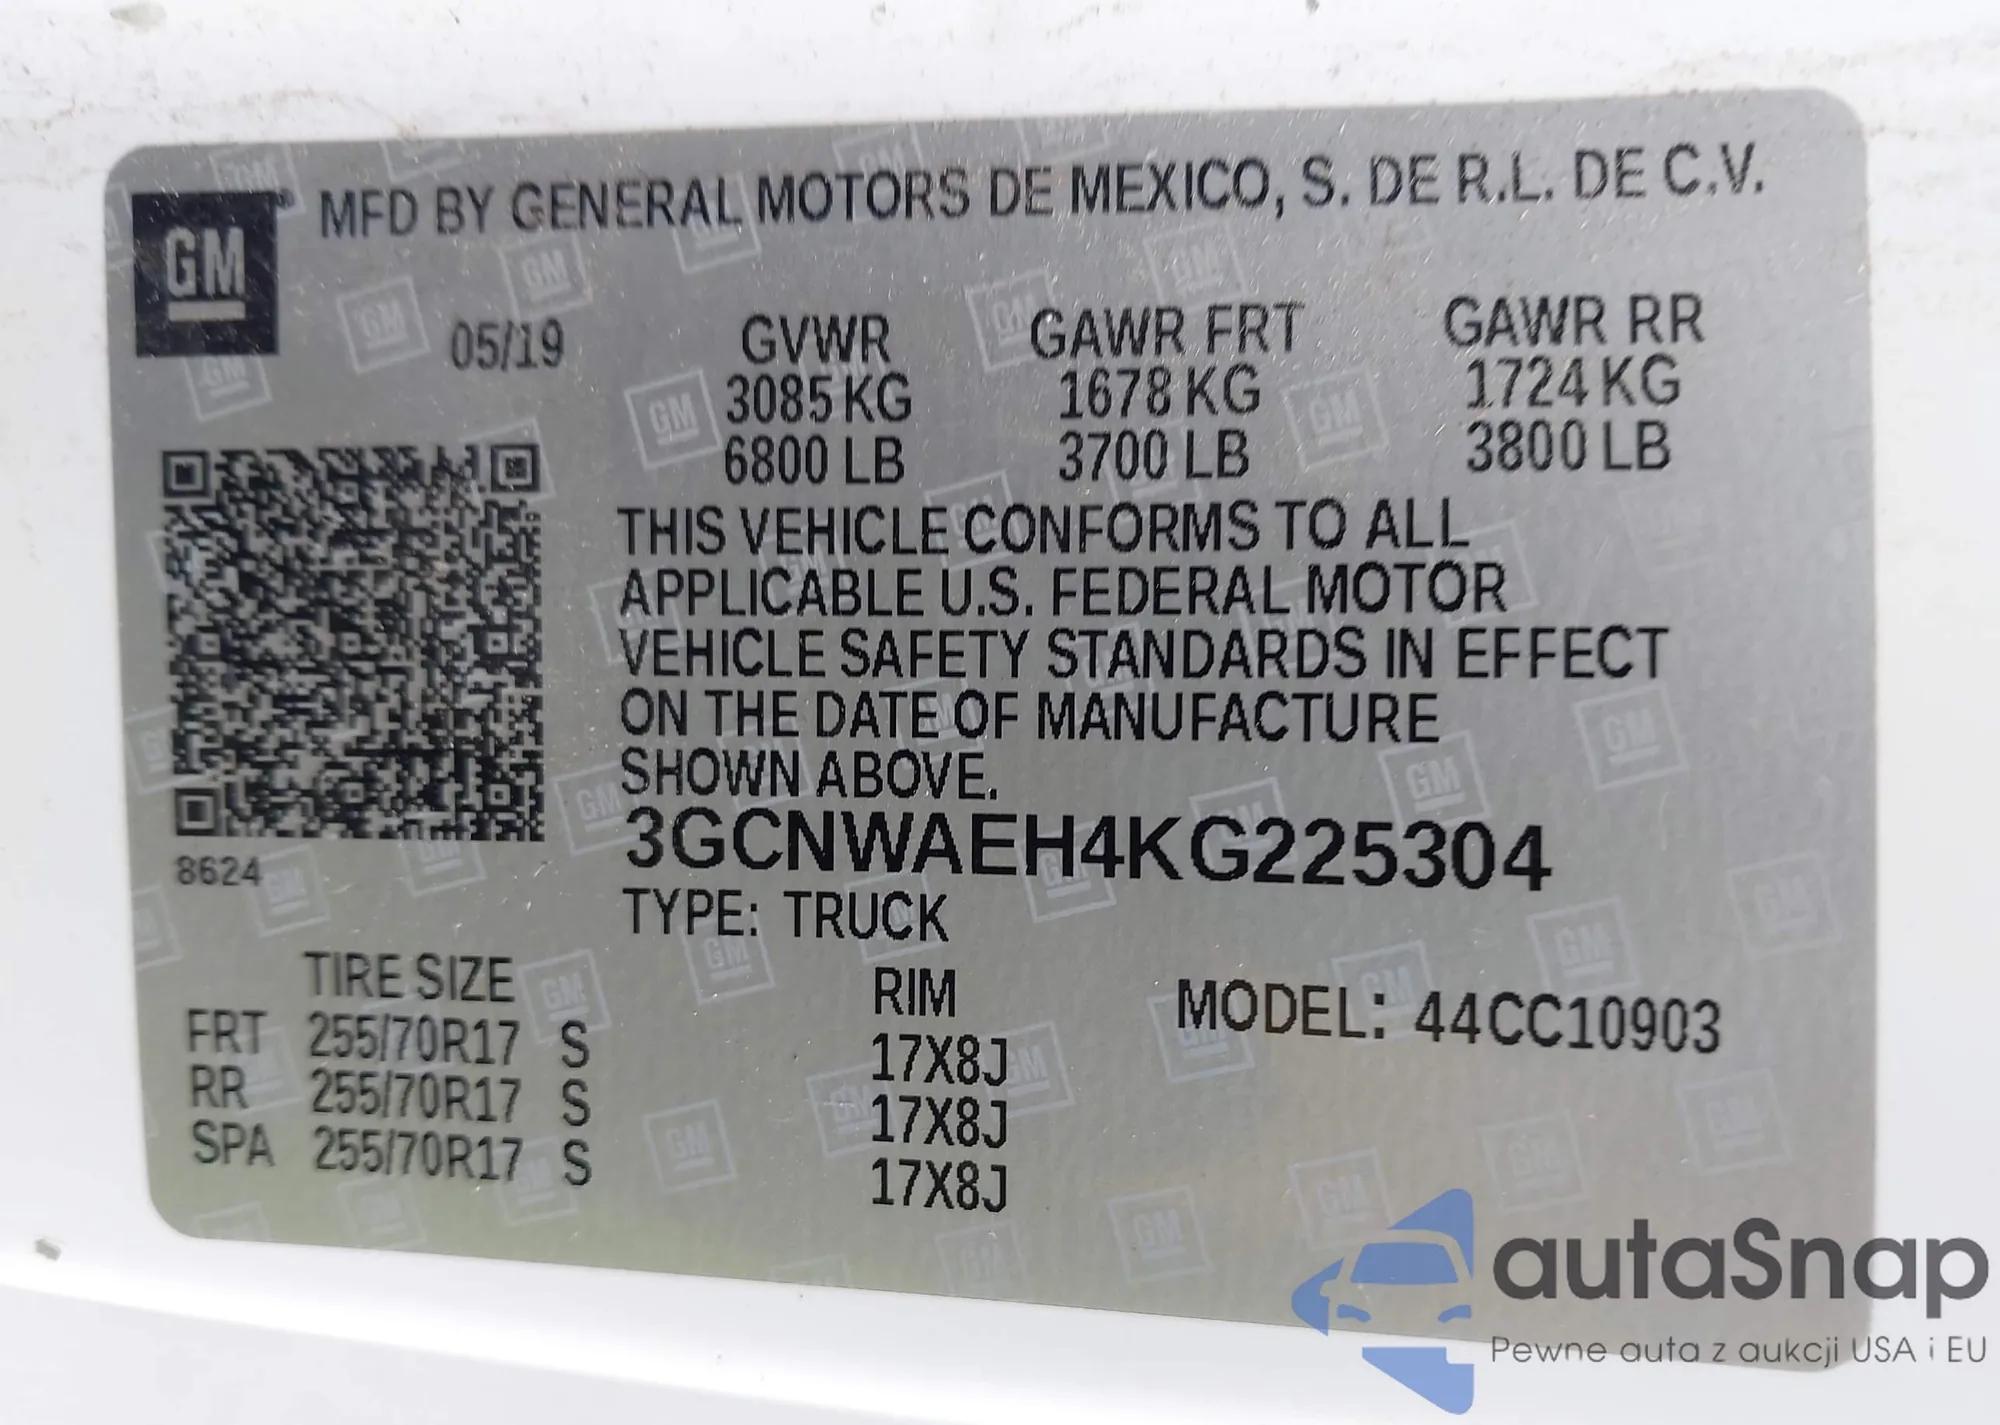 GM
MFD BY GENERAL MOTORS DE MEXICO, S. DE R.L. DE C.V.
05/19 GVWR GAWR FRT GAWR RR
3085 KG 1678 KG 1724 KG
6800 LB 3700 LB 3800 LB
THIS VEHICLE CONFORMS TO ALL
APPLICABLE U.S. FEDERAL MOTOR
VEHICLE SAFETY STANDARDS IN EFFECT
ON THE DATE OF MANUFACTURE
SHOWN ABOVE.
3GCNWAEH4KG225304
8624
TYPE: TRUCK
TIRE SIZE RIM MODEL: 44CC10903
FRT 255/70R17 S 17X8J
RR 255/70R17 S 17X8J
SPA 255/70R17 S 17X8J
autaSnap
Pewne auta z aukcji USA i EU